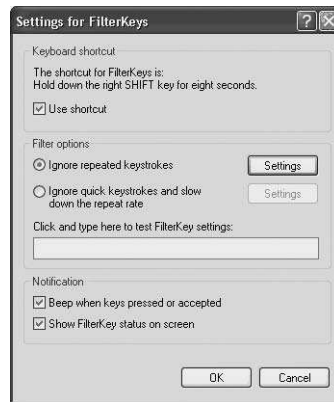 Settings for FilterKeys
Keyboard shortcut
The shortcut for FilterKeys is:
Hold down the right SHIFT key for eight seconds.
Use shortcut
Filter options
Ignore repeated keystrokes
Settings
Ignore quick keystrokes and slow
down the repeat rate
Settings
Click and type here to test FilterKey settings:
Notification
Beep when keys pressed or accepted
Show FilterKey status on screen
OK
Cancel